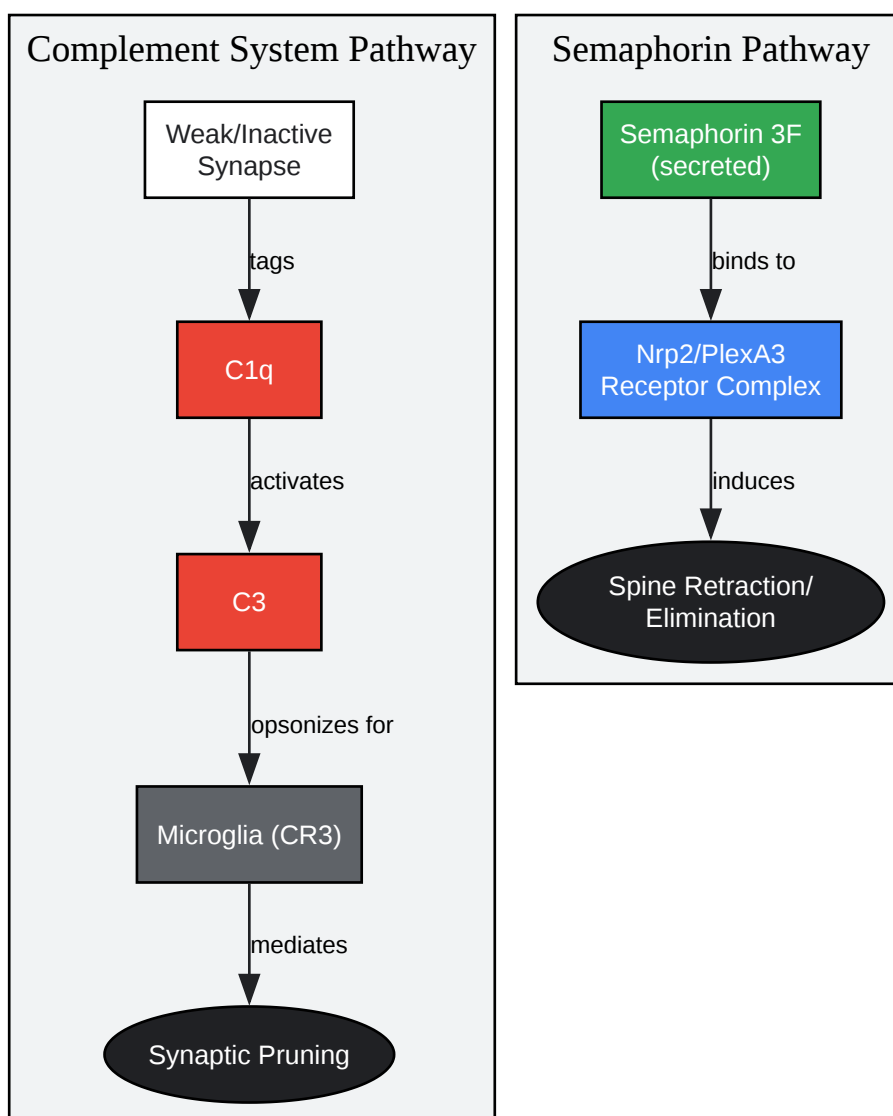 Complement System Pathway
Weak/Inactive
Synapse
tags
C1q
activates
C3
opsonizes for
Microglia (CR3)
mediates
Synaptic Pruning
Semaphorin Pathway
Semaphorin 3F
(secreted)
binds to
Nrp2/PlexA3
Receptor Complex
induces
Spine Retraction/
Elimination